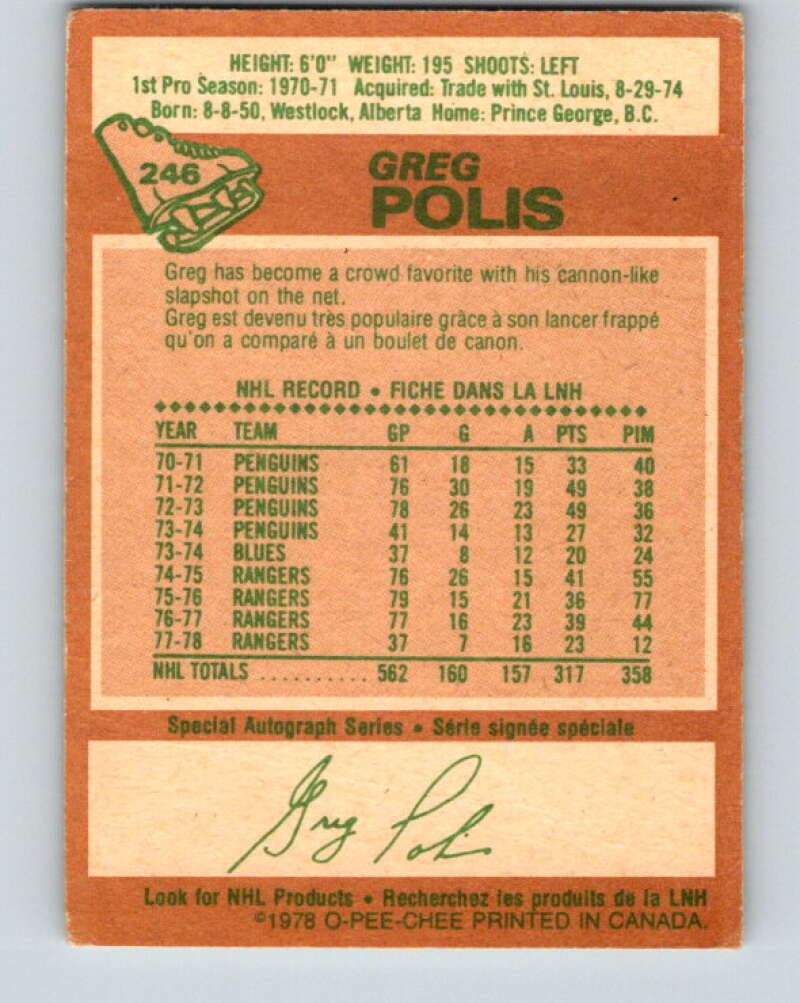 HEIGHT: 6'0" WEIGHT: 195 SHOOTS: LEFT
1st Pro Season: 1970-71 Acquired: Trade with St. Louis, 8-29-74
Born: 8-8-50, Westlock, Alberta Home: Prince George, B.C.
246
GREG
POLIS
Greg has become a crowd favorite with his cannon-like
slapshot on the net.
Greg est devenu très populaire grâce à son lancer frappé
qu'on a comparé à un boulet de canon.
NHL RECORD • FICHE DANS LA LNH
YEAR TEAM GP G A PTS PIM
70-71 PENGUINS 61 18 15 33 40
71-72 PENGUINS 76 30 19 49 38
72-73 PENGUINS 78 26 23 49 36
73-74 PENGUINS 41 14 13 27 32
73-74 BLUES 37 8 12 20 24
74-75 RANGERS 76 26 15 41 55
75-76 RANGERS 79 15 21 36 77
76-77 RANGERS 77 16 23 39 44
77-78 RANGERS 37 7 16 23 12
NHL TOTALS .......... 562 160 157 317 358
Special Autograph Series • Série signée spéciale
Greg Polis
Look for NHL Products • Recherchez les produits de la LNH
©1978 O-PEE-CHEE PRINTED IN CANADA.